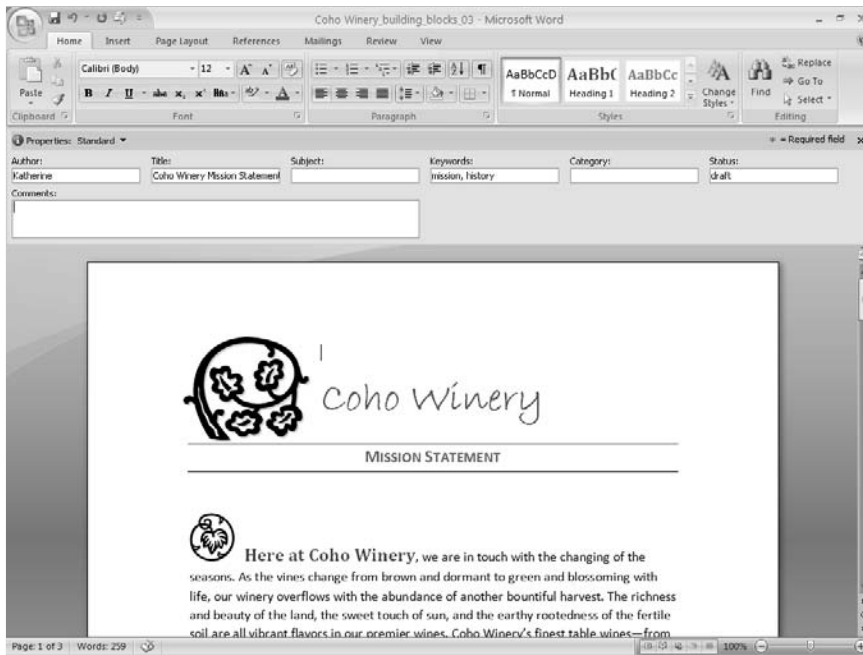 Coho Winery_building_blocks_03 - Microsoft Word
Home Insert Page Layout References Mailings Review View
Calibri (Body) 12 A A
Paste
B I U abc x, x' Aa A
AaBbCcD AaBb( AaBbCc
¶ Normal Heading 1 Heading 2
Change Styles
Find
Replace
Go To
Select
Clipboard Font Paragraph Styles Editing
Properties: Standard = Required field x
Author: Title: Subject: Keywords: Category: Status:
Katherine Coho Winery Mission Statement mission, history draft
Comments:
Coho Winery
MISSION STATEMENT
Here at Coho Winery, we are in touch with the changing of the
seasons. As the vines change from brown and dormant to green and blossoming with
life, our winery overflows with the abundance of another bountiful harvest. The richness
and beauty of the land, the sweet touch of sun, and the earthy rootedness of the fertile
soil are all vibrant flavors in our premier wines. Coho Winery's finest table wines—from
Page: 1 of 3 Words: 259 100%